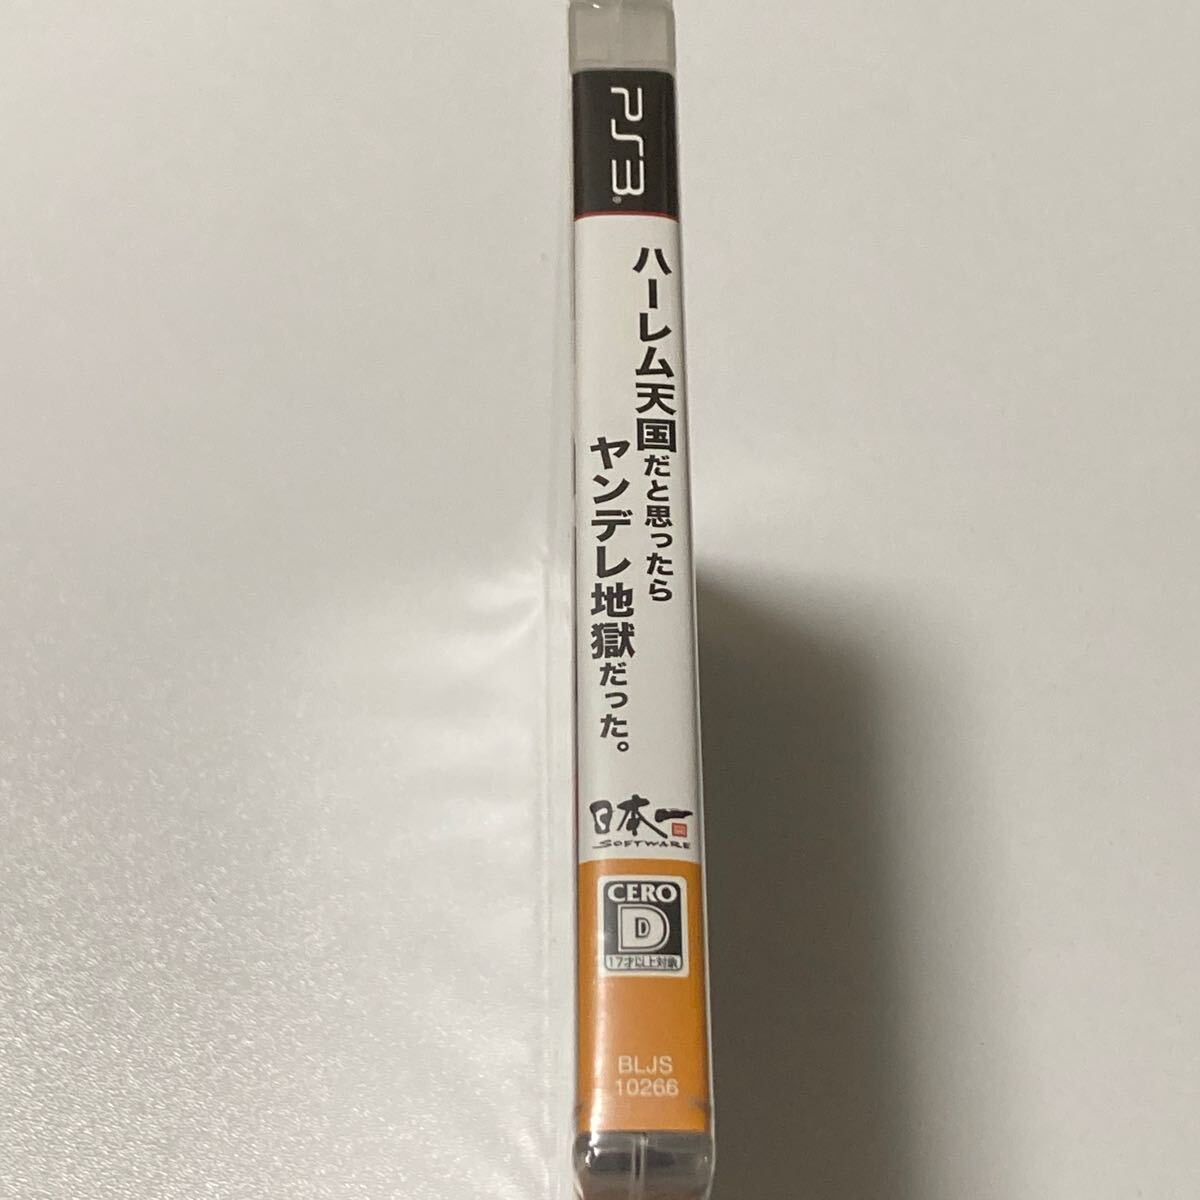 PS3
ハーレム天国だと思ったら
ヤンデレ地獄だった。
日本一
SOFTWARE
CERO
D
17才以上対象
BLJS
10266